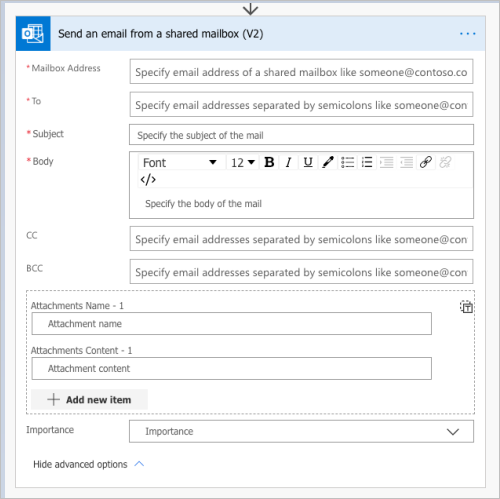 Send an email from a shared mailbox (V2)
* Mailbox Address
Specify email address of a shared mailbox like someone@contoso.co
* To
Specify email addresses separated by semicolons like someone@con
* Subject
Specify the subject of the mail
* Body
Font 12 B I U
</>
Specify the body of the mail
CC
Specify email addresses separated by semicolons like someone@con
BCC
Specify email addresses separated by semicolons like someone@con
Attachments Name - 1
Attachment name
Attachments Content - 1
Attachment content
Add new item
Importance
Importance
Hide advanced options